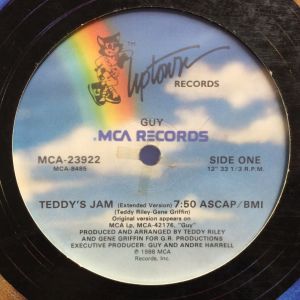 Uptown
TM
RECORDS
GUY
MCA RECORDS
MCA-23922
SIDE ONE
MCA-8485
12" 33 1/3 R.P.M.
TEDDY'S JAM (Extended Version) 7:50 ASCAP/BMI
(Teddy Riley-Gene Griffin)
Original version appears on
MCA Lp, MCA-42176, "Guy"
PRODUCED AND ARRANGED BY TEDDY RILEY
AND GENE GRIFFIN FOR G.R. PRODUCTIONS
EXECUTIVE PRODUCER: GUY AND ANDRE HARRELL
℗ 1988 MCA
Records, Inc.